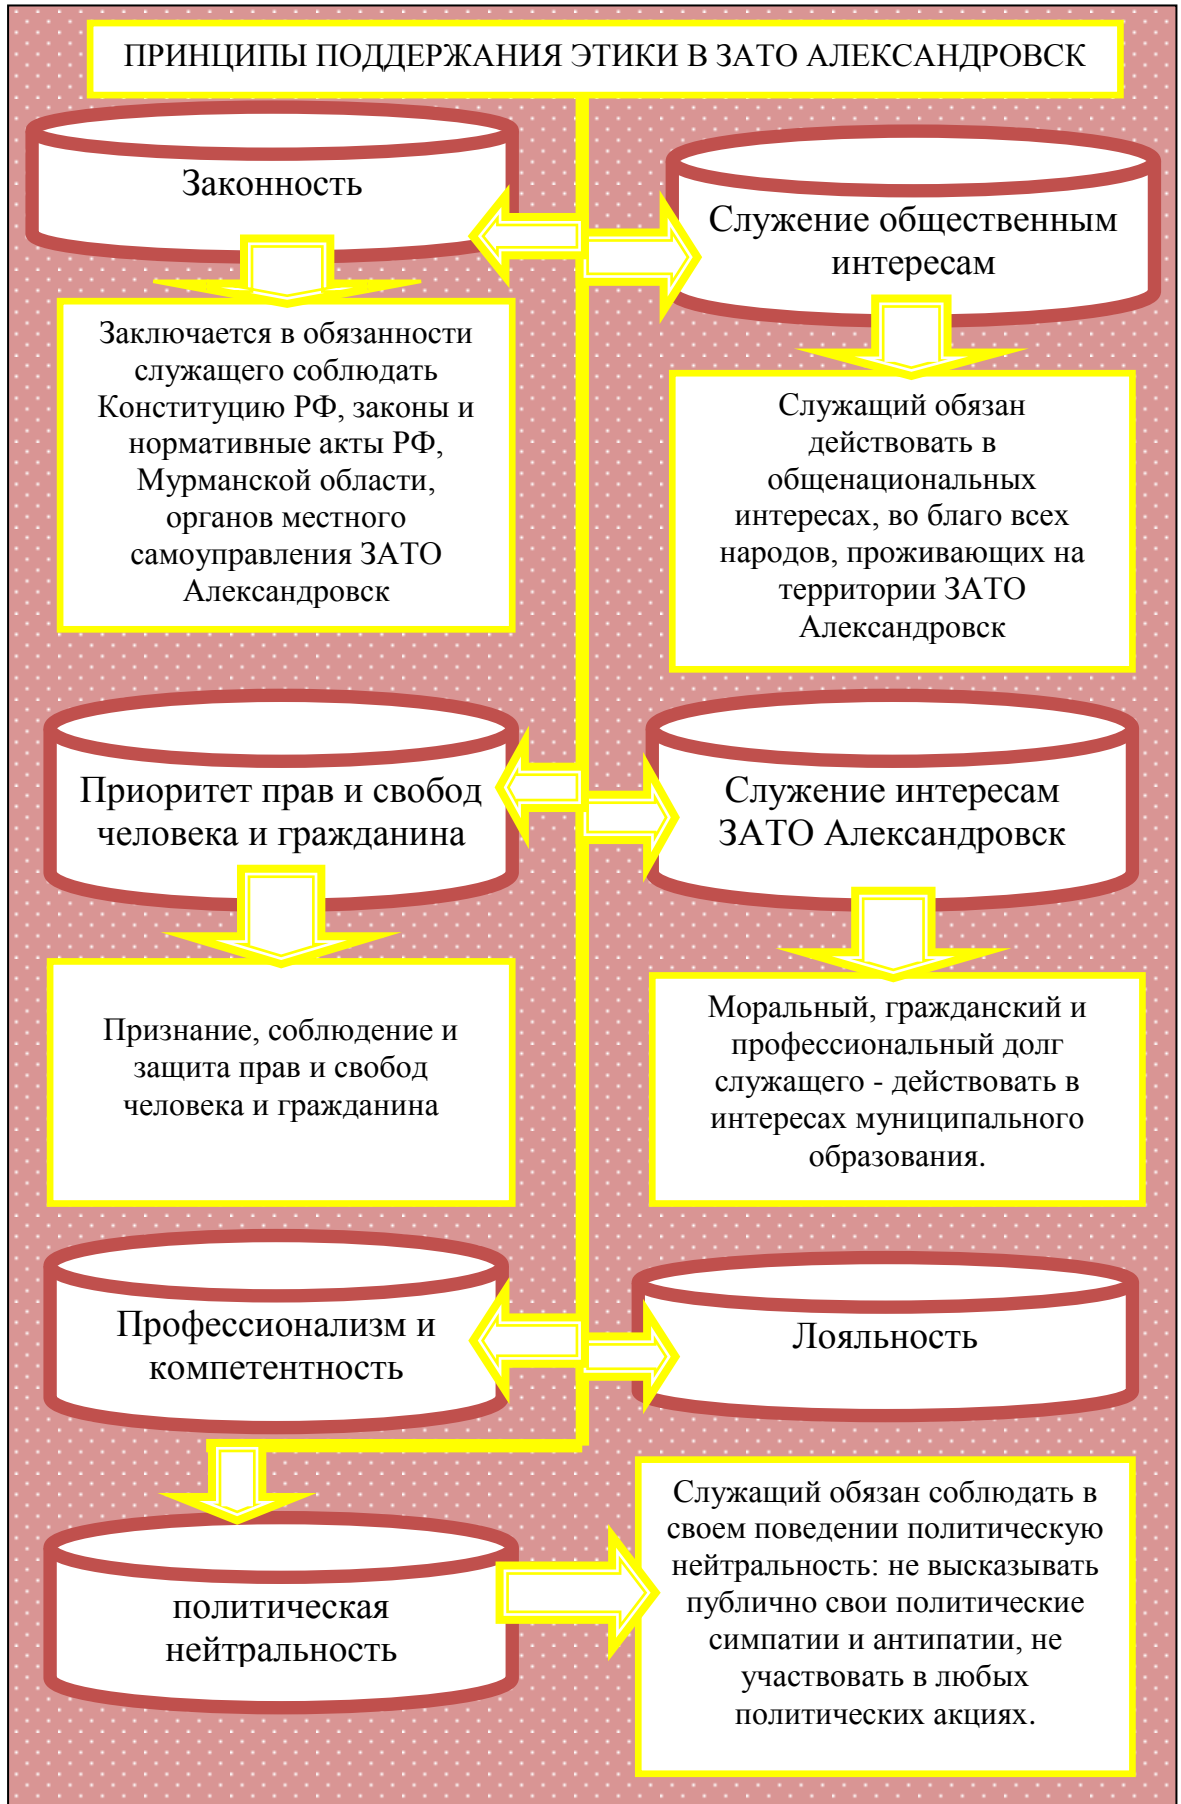 ПРИНЦИПЫ ПОДДЕРЖАНИЯ ЭТИКИ В ЗАТО АЛЕКСАНДРОВСК
Законность
Служение общественным
интересам
Заключается в обязанности
служащего соблюдать
Конституцию РФ, законы и
нормативные акты РФ,
Мурманской области,
органов местного
самоуправления ЗАТО
Александровск
Служащий обязан
действовать в
общенациональных
интересах, во благо всех
народов, проживающих на
территории ЗАТО
Александровск
Приоритет прав и свобод
человека и гражданина
Служение интересам
ЗАТО Александровск
Признание, соблюдение и
защита прав и свобод
человека и гражданина
Моральный, гражданский и
профессиональный долг
служащего - действовать в
интересах муниципального
образования.
Профессионализм и
компетентность
Лояльность
политическая
нейтральность
Служащий обязан соблюдать в
своем поведении политическую
нейтральность: не высказывать
публично свои политические
симпатии и антипатии, не
участвовать в любых
политических акциях.